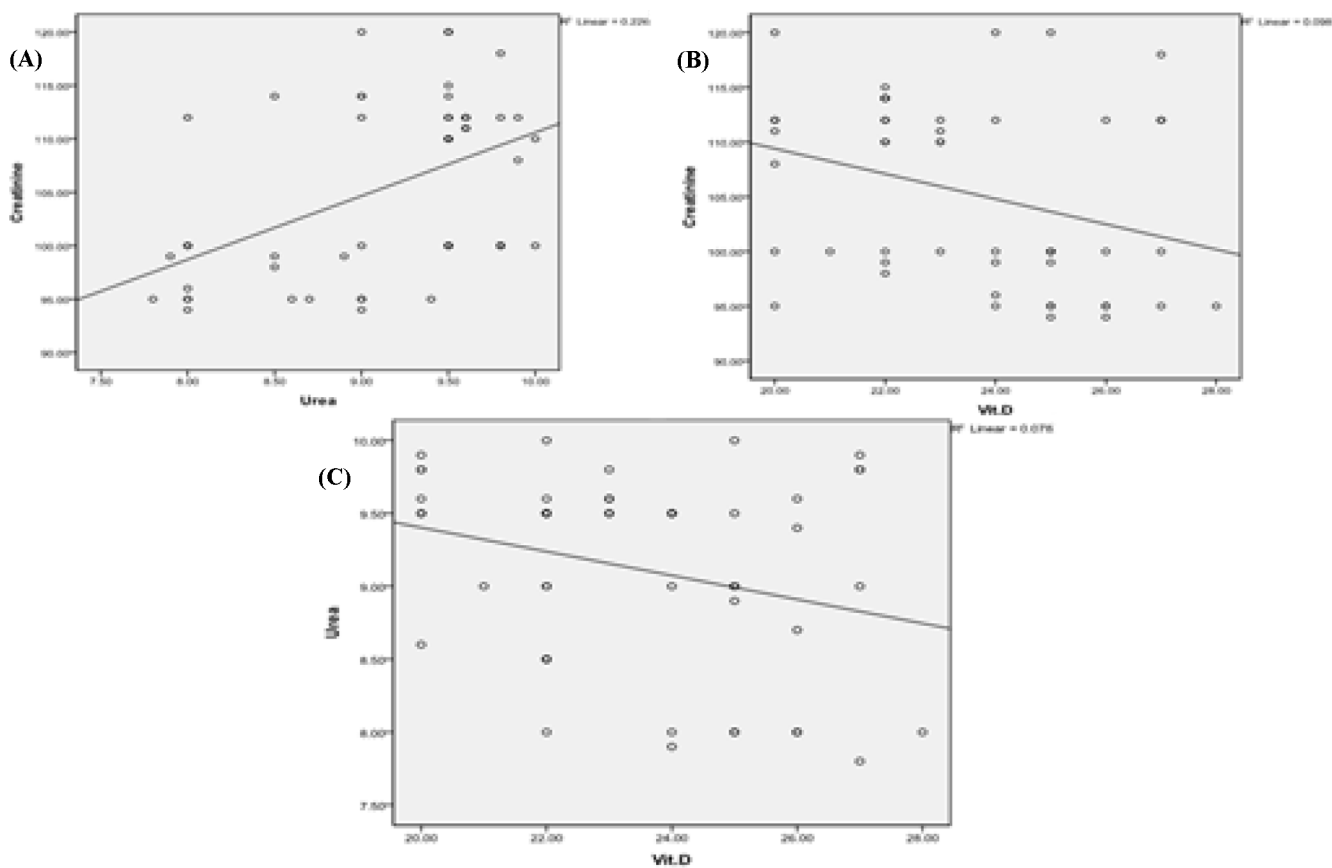 (A)
R² Linear = 0.226
120.00
115.00
110.00
105.00
100.00
95.00
90.00
Creatinine
7.50 8.00 8.50 9.00 9.50 10.00
Urea
(B)
R² Linear = 0.098
120.00
115.00
110.00
105.00
100.00
95.00
90.00
Creatinine
20.00 22.00 24.00 26.00 28.00
Vit.D
(C)
R² Linear = 0.076
10.00
9.50
9.00
8.50
8.00
7.50
Urea
20.00 22.00 24.00 26.00 28.00
Vit.D